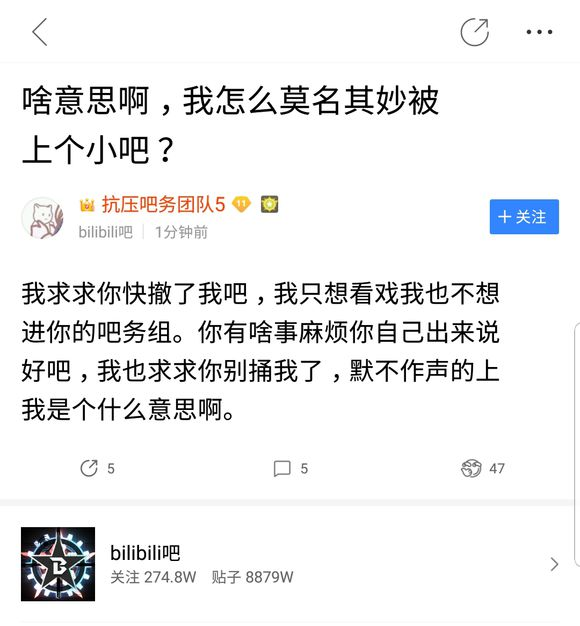 啥意思啊，我怎么莫名其妙被
上个小吧？
抗压吧务团队5 11
bilibili吧 1分钟前
+关注
我求求你快撤了我吧，我只想看戏我也不想
进你的吧务组。你有啥事麻烦你自己出来说
好吧，我也求求你别捅我了，默不作声的上
我是个什么意思啊。
5 5 47
bilibili吧
关注 274.8W 贴子 8879W